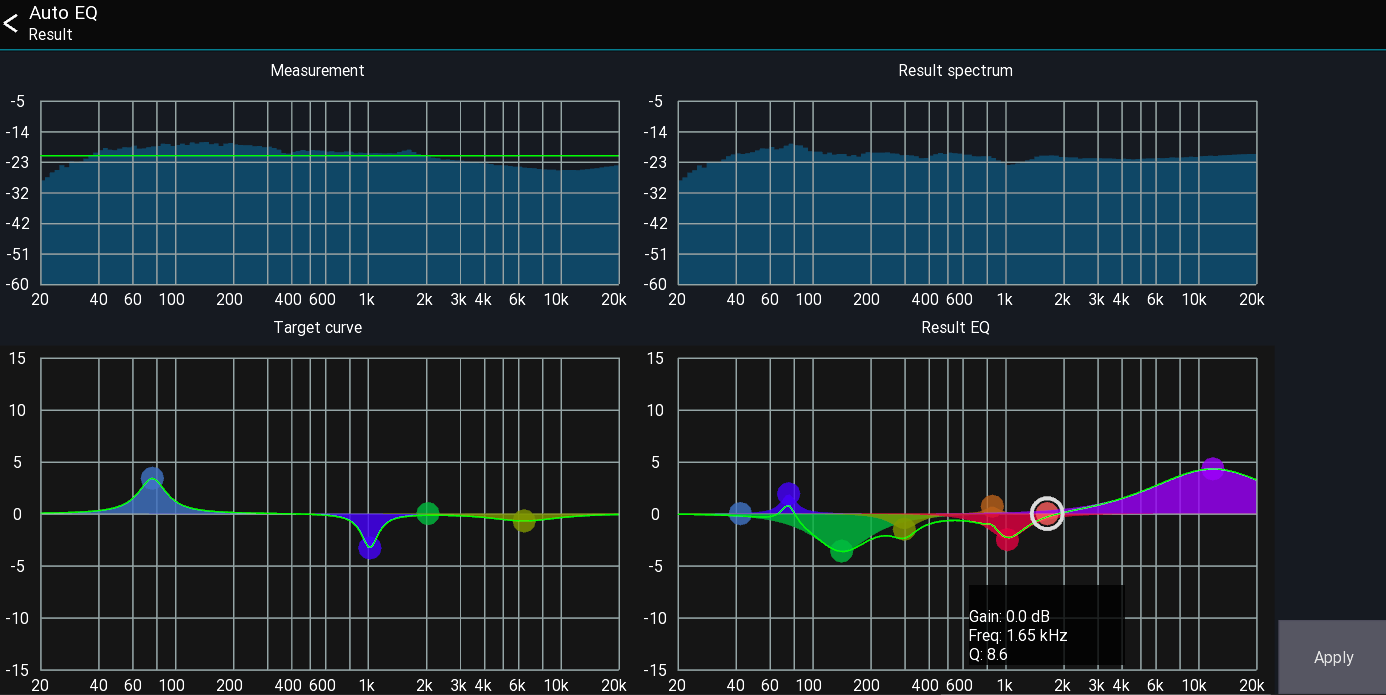 Auto EQ
Result
Measurement
-5
-14
-23
-32
-42
-51
-60
20 40 60 100 200 400 600 1k 2k 3k 4k 6k 10k 20k
Result spectrum
-5
-14
-23
-32
-42
-51
-60
20 40 60 100 200 400 600 1k 2k 3k 4k 6k 10k 20k
Target curve
15
10
5
0
-5
-10
-15
20 40 60 100 200 400 600 1k 2k 3k 4k 6k 10k 20k
Result EQ
15
10
5
0
-5
-10
-15
20 40 60 100 200 400 600 1k 2k 3k 4k 6k 10k 20k
Gain: 0.0 dB
Freq: 1.65 kHz
Q: 8.6
Apply